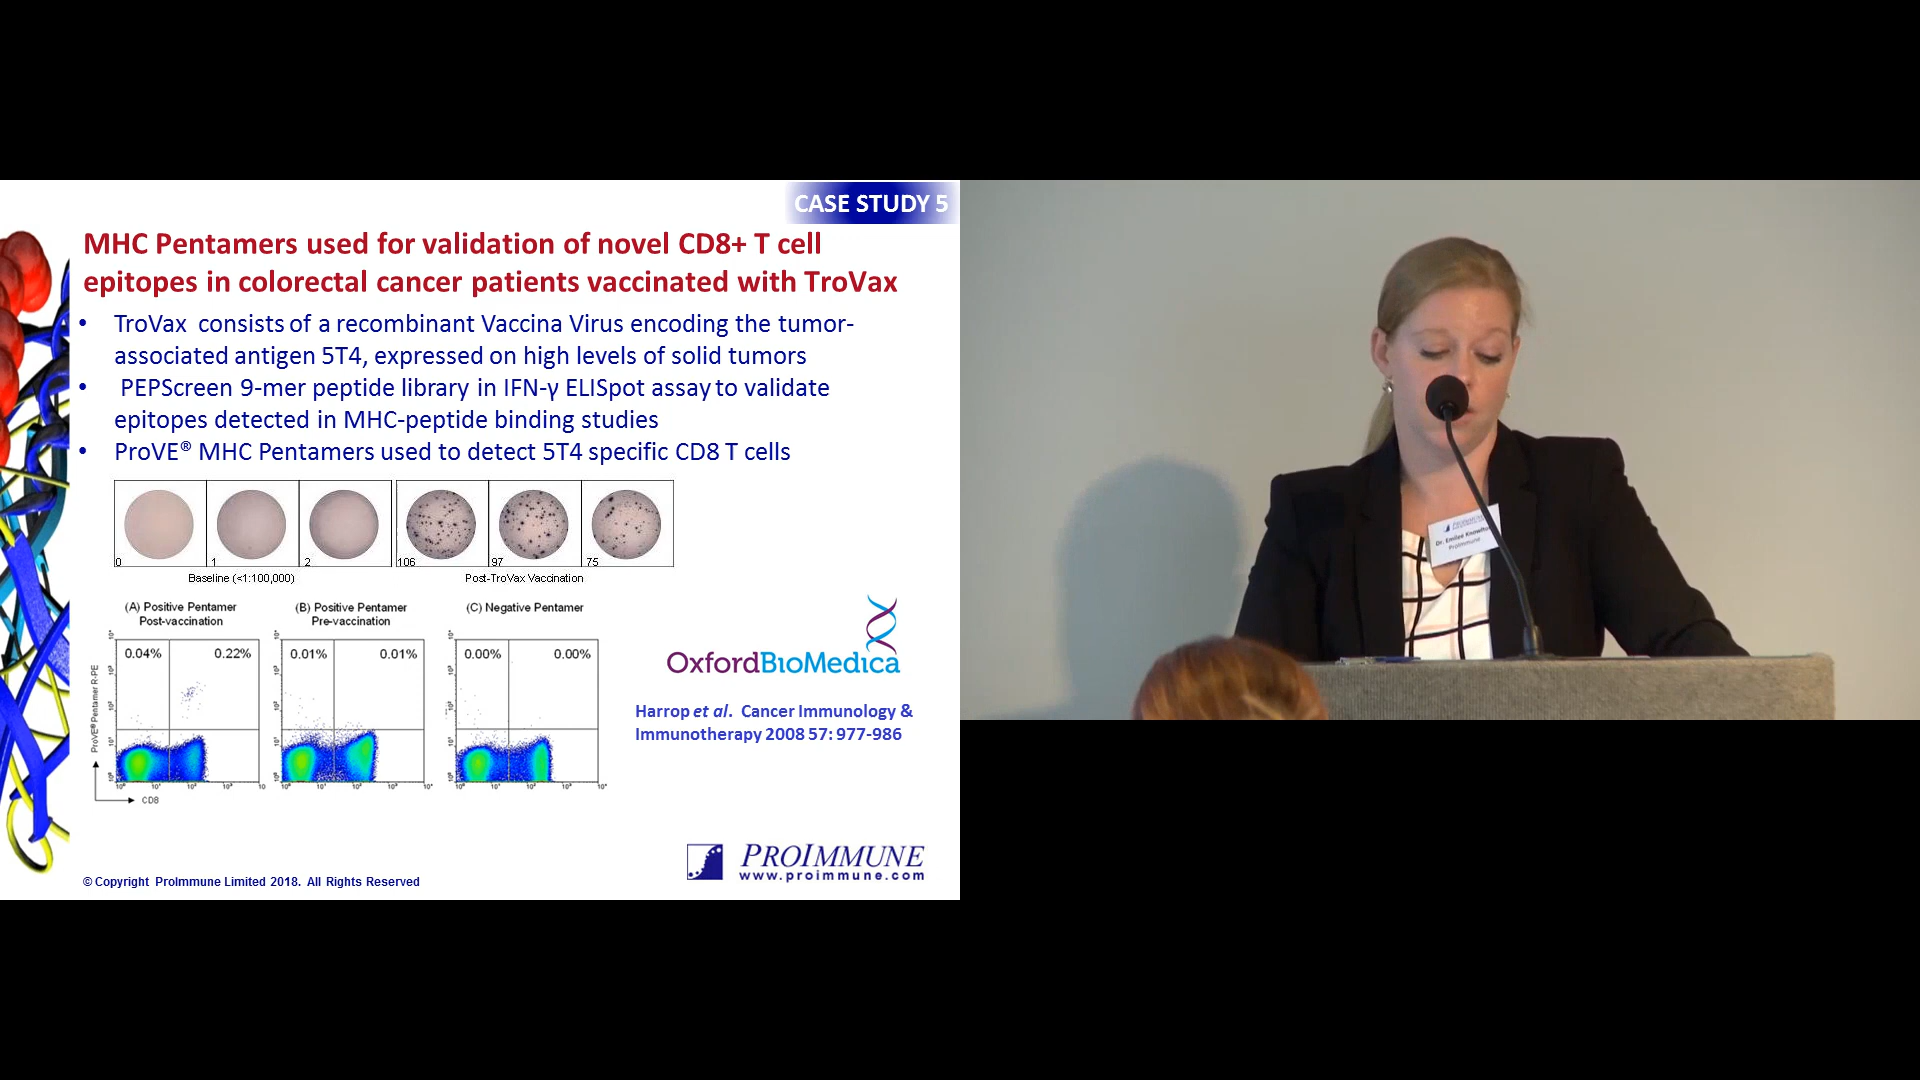 CASE STUDY 5
MHC Pentamers used for validation of novel CD8+ T cell
epitopes in colorectal cancer patients vaccinated with TroVax
• TroVax consists of a recombinant Vaccina Virus encoding the tumor-
associated antigen 5T4, expressed on high levels of solid tumors
• PEPScreen 9-mer peptide library in IFN-γ ELISpot assay to validate
epitopes detected in MHC-peptide binding studies
• ProVE® MHC Pentamers used to detect 5T4 specific CD8 T cells
0 1 2 106 97 75
Baseline (<1:100,000) Post-TroVax Vaccination
(A) Positive Pentamer
Post-vaccination
(B) Positive Pentamer
Pre-vaccination
(C) Negative Pentamer
0.04% 0.22%
0.01% 0.01%
0.00% 0.00%
ProVE® Pentamer R-PE
CD8
OxfordBioMedica
Harrop et al. Cancer Immunology &
Immunotherapy 2008 57: 977-986
PROIMMUNE
www.proimmune.com
© Copyright ProImmune Limited 2018. All Rights Reserved
PROIMMUNE
Dr. Emilee
ProImmune